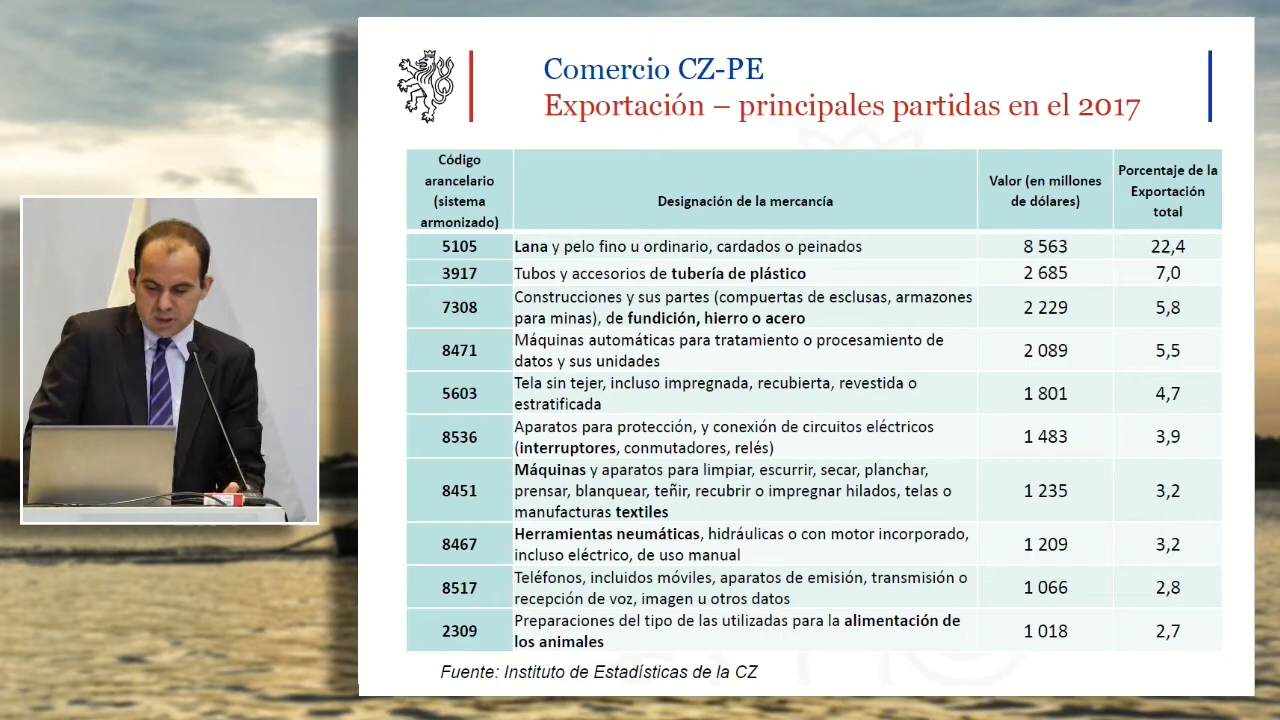 Comercio CZ-PE
Exportación – principales partidas en el 2017
Código
arancelario
(sistema
armonizado)
Designación de la mercancía
Valor (en millones
de dólares)
Porcentaje de la
Exportación
total
5105
Lana y pelo fino u ordinario, cardados o peinados
8 563
22,4
3917
Tubos y accesorios de tubería de plástico
2 685
7,0
7308
Construcciones y sus partes (compuertas de esclusas, armazones
para minas), de fundición, hierro o acero
2 229
5,8
8471
Máquinas automáticas para tratamiento o procesamiento de
datos y sus unidades
2 089
5,5
5603
Tela sin tejer, incluso impregnada, recubierta, revestida o
estratificada
1 801
4,7
8536
Aparatos para protección, y conexión de circuitos eléctricos
(interruptores, conmutadores, relés)
1 483
3,9
8451
Máquinas y aparatos para limpiar, escurrir, secar, planchar,
prensar, blanquear, teñir, recubrir o impregnar hilados, telas o
manufacturas textiles
1 235
3,2
8467
Herramientas neumáticas, hidráulicas o con motor incorporado,
incluso eléctrico, de uso manual
1 209
3,2
8517
Teléfonos, incluidos móviles, aparatos de emisión, transmisión o
recepción de voz, imagen u otros datos
1 066
2,8
2309
Preparaciones del tipo de las utilizadas para la alimentación de
los animales
1 018
2,7
Fuente: Instituto de Estadísticas de la CZ